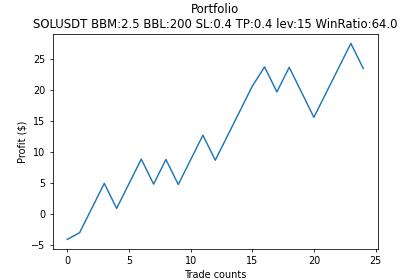 Portfolio
SOLUSDT BBM:2.5 BBL:200 SL:0.4 TP:0.4 lev:15 WinRatio:64.0
Profit ($)
25
20
15
10
5
0
−5
0 5 10 15 20 25
Trade counts